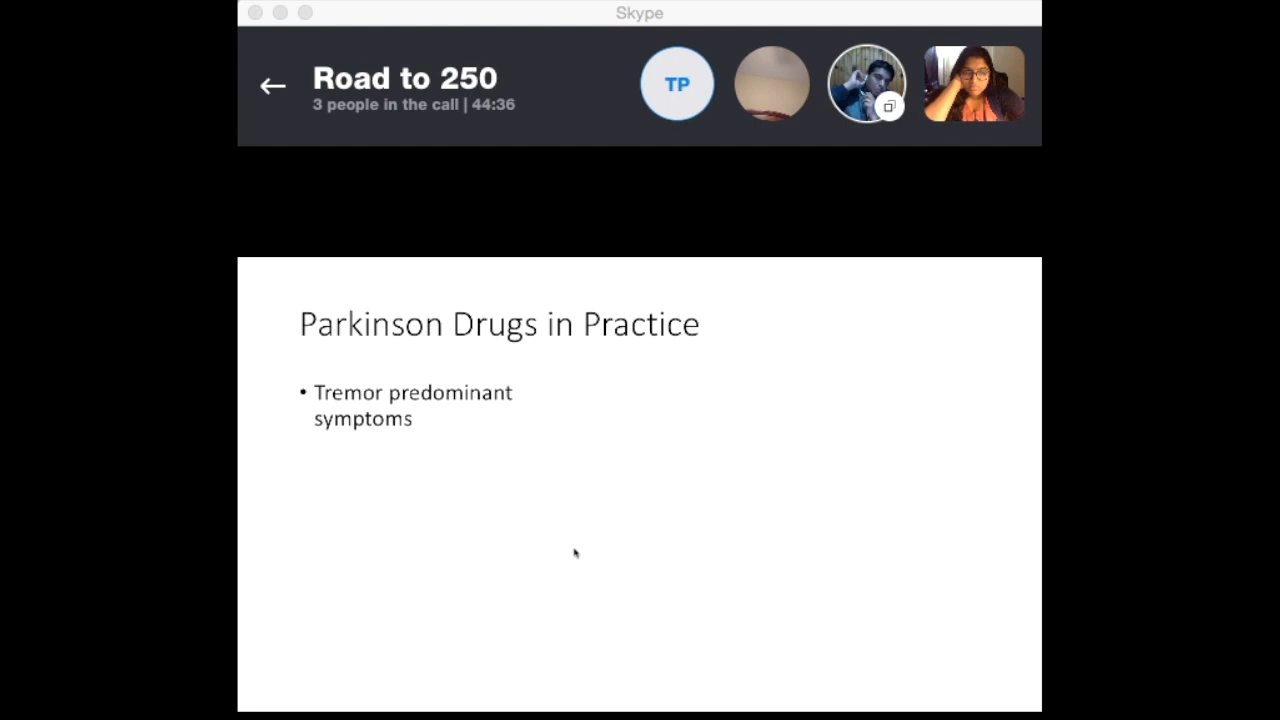 Skype
Road to 250
3 people in the call | 44:36
TP
Parkinson Drugs in Practice
• Tremor predominant
symptoms